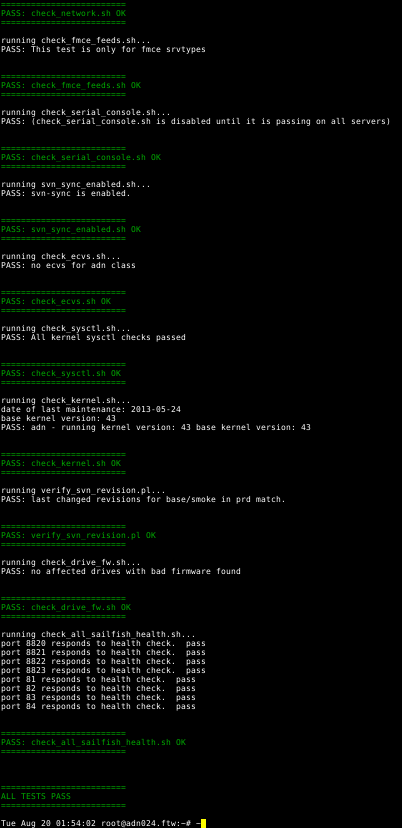 =========================
PASS: check_network.sh OK
=========================
running check_fmce_feeds.sh...
PASS: This test is only for fmce srvtypes
=========================
PASS: check_fmce_feeds.sh OK
=========================
running check_serial_console.sh...
PASS: (check_serial_console.sh is disabled until it is passing on all servers)
=========================
PASS: check_serial_console.sh OK
=========================
running svn_sync_enabled.sh...
PASS: svn-sync is enabled.
=========================
PASS: svn_sync_enabled.sh OK
=========================
running check_ecvs.sh...
PASS: no ecvs for adn class
=========================
PASS: check_ecvs.sh OK
=========================
running check_sysctl.sh...
PASS: All kernel sysctl checks passed
=========================
PASS: check_sysctl.sh OK
=========================
running check_kernel.sh...
date of last maintenance: 2013-05-24
base kernel version: 43
PASS: adn - running kernel version: 43 base kernel version: 43
=========================
PASS: check_kernel.sh OK
=========================
running verify_svn_revision.pl...
PASS: last changed revisions for base/smoke in prd match.
=========================
PASS: verify_svn_revision.pl OK
=========================
running check_drive_fw.sh...
PASS: no affected drives with bad firmware found
=========================
PASS: check_drive_fw.sh OK
=========================
running check_all_sailfish_health.sh...
port 8820 responds to health check.  pass
port 8821 responds to health check.  pass
port 8822 responds to health check.  pass
port 8823 responds to health check.  pass
port 81 responds to health check.  pass
port 82 responds to health check.  pass
port 83 responds to health check.  pass
port 84 responds to health check.  pass
=========================
PASS: check_all_sailfish_health.sh OK
=========================
=========================
ALL TESTS PASS
=========================
Tue Aug 20 01:54:02 root@adn024.ftw:~# ~